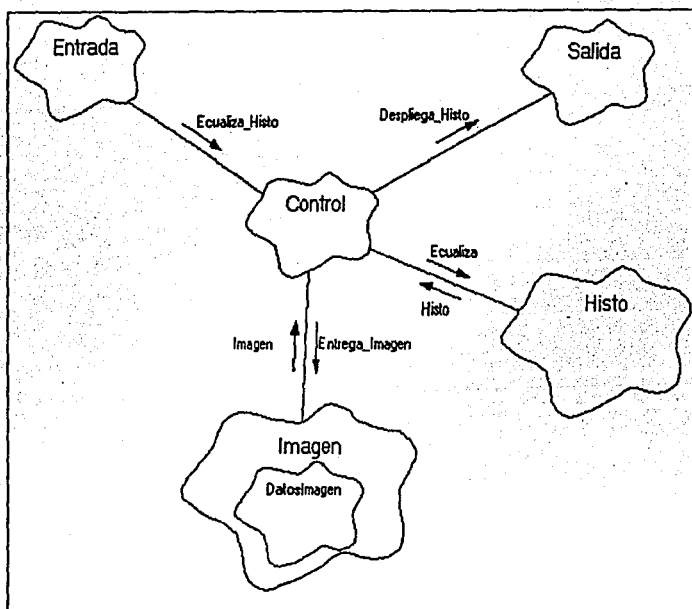 Entrada
Salida
Ecualiza_Histo
Despliega_Histo
Control
Ecualiza
Histo
Histo
Imagen
Entrega_Imagen
Imagen
DatosImagen